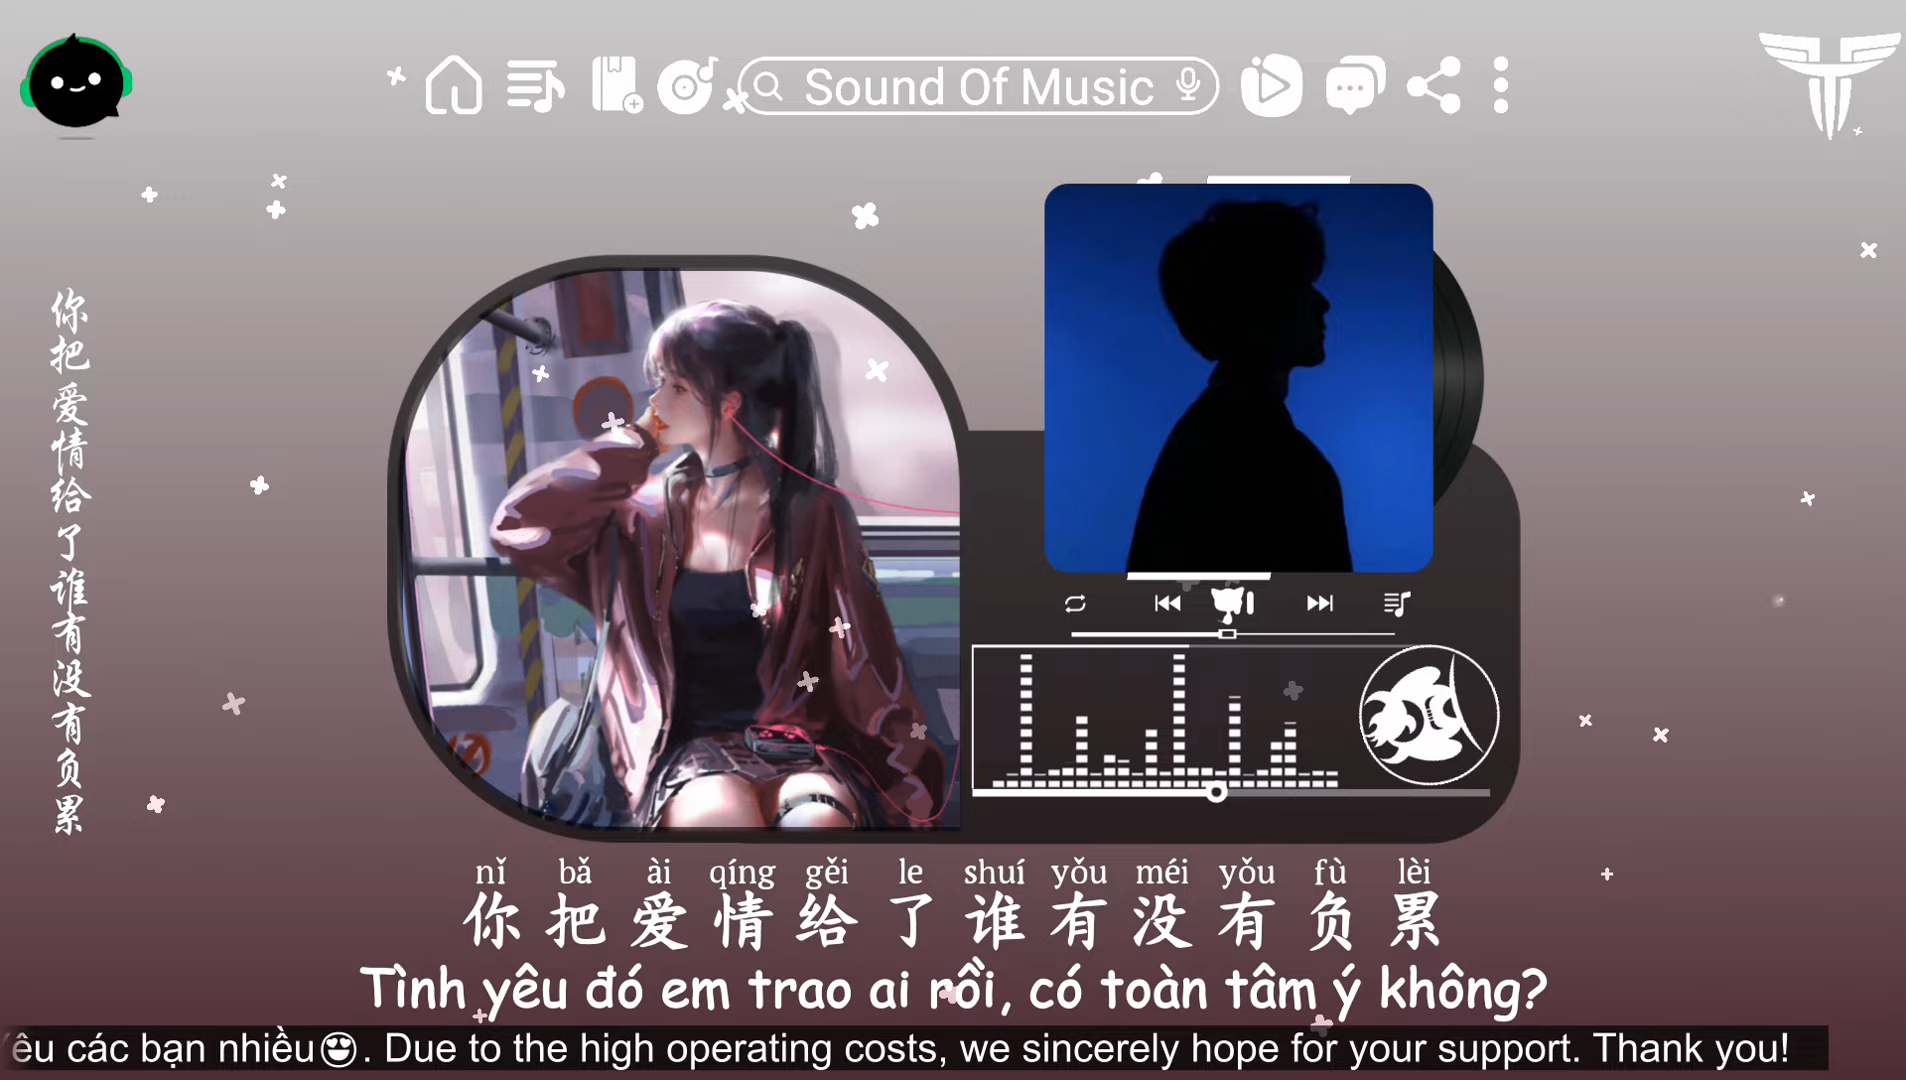 Sound Of Music
你把爱情给了谁有没有负累
nǐ bǎ ài qíng gěi le shuí yǒu méi yǒu fù lèi
你把爱情给了谁有没有负累
Tình yêu đó em trao ai rồi, có toàn tâm ý không?
Yêu các bạn nhiều😍. Due to the high operating costs, we sincerely hope for your support. Thank you!